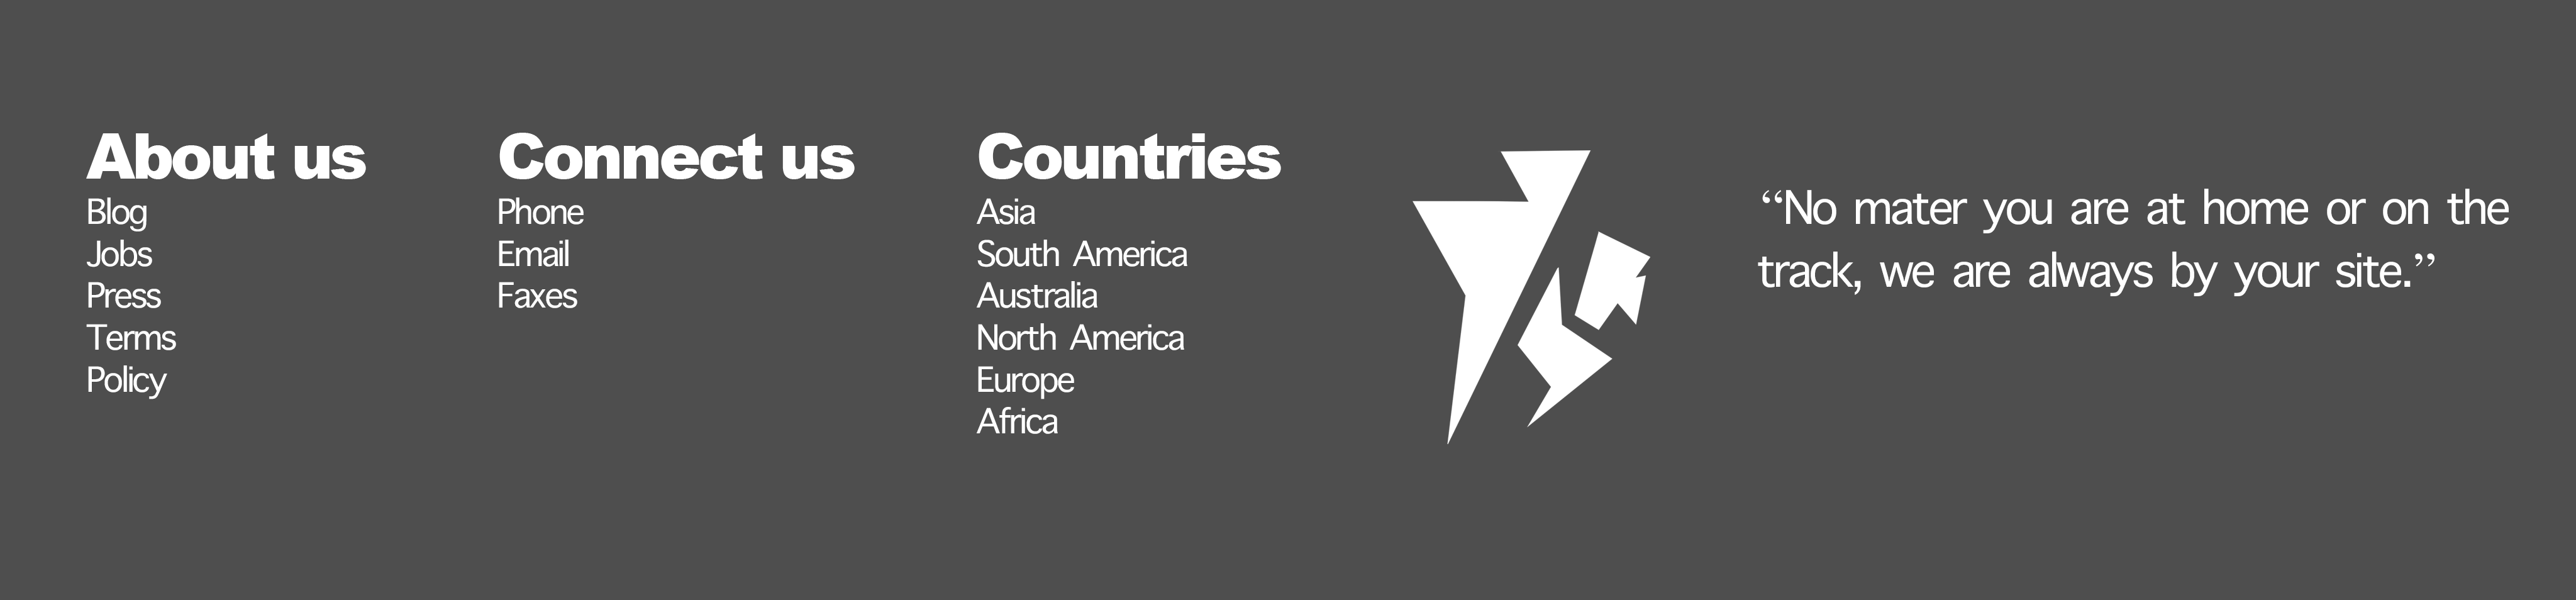 About us
Blog
Jobs
Press
Terms
Policy
Connect us
Phone
Email
Faxes
Countries
Asia
South America
Australia
North America
Europe
Africa
“No mater you are at home or on the
track, we are always by your site.”